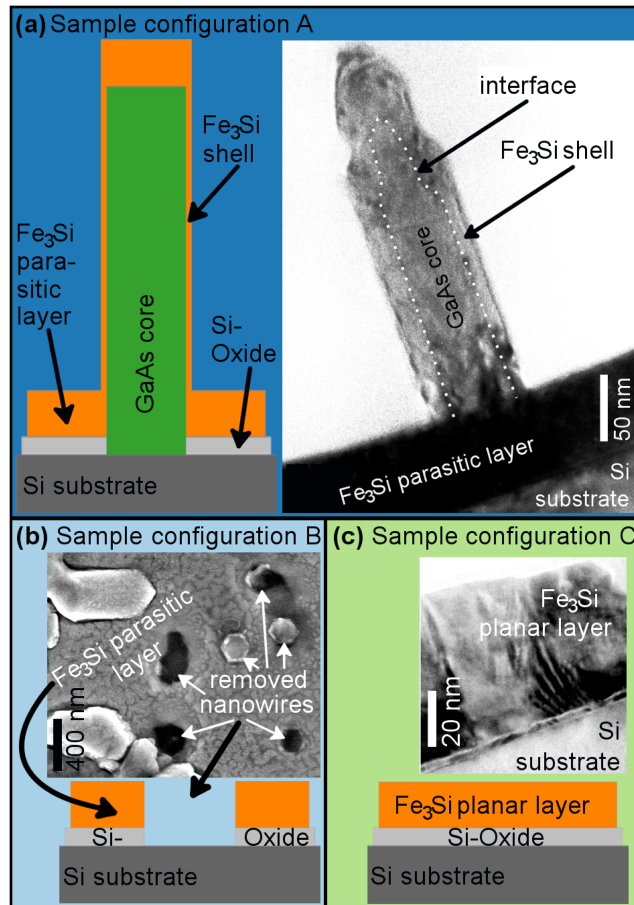 (a) Sample configuration A
Fe₃Si
shell
Fe₃Si
para-
sitic
layer
Si-
Oxide
GaAs core
Si substrate
interface
Fe₃Si shell
GaAs core
50 nm
Fe₃Si parasitic layer
Si
substrate
(b) Sample configuration B
Fe₃Si parasitic
layer
removed
nanowires
400 nm
Si-
Oxide
Si substrate
(c) Sample configuration C
Fe₃Si
planar layer
20 nm
Si
substrate
Fe₃Si planar layer
Si-Oxide
Si substrate